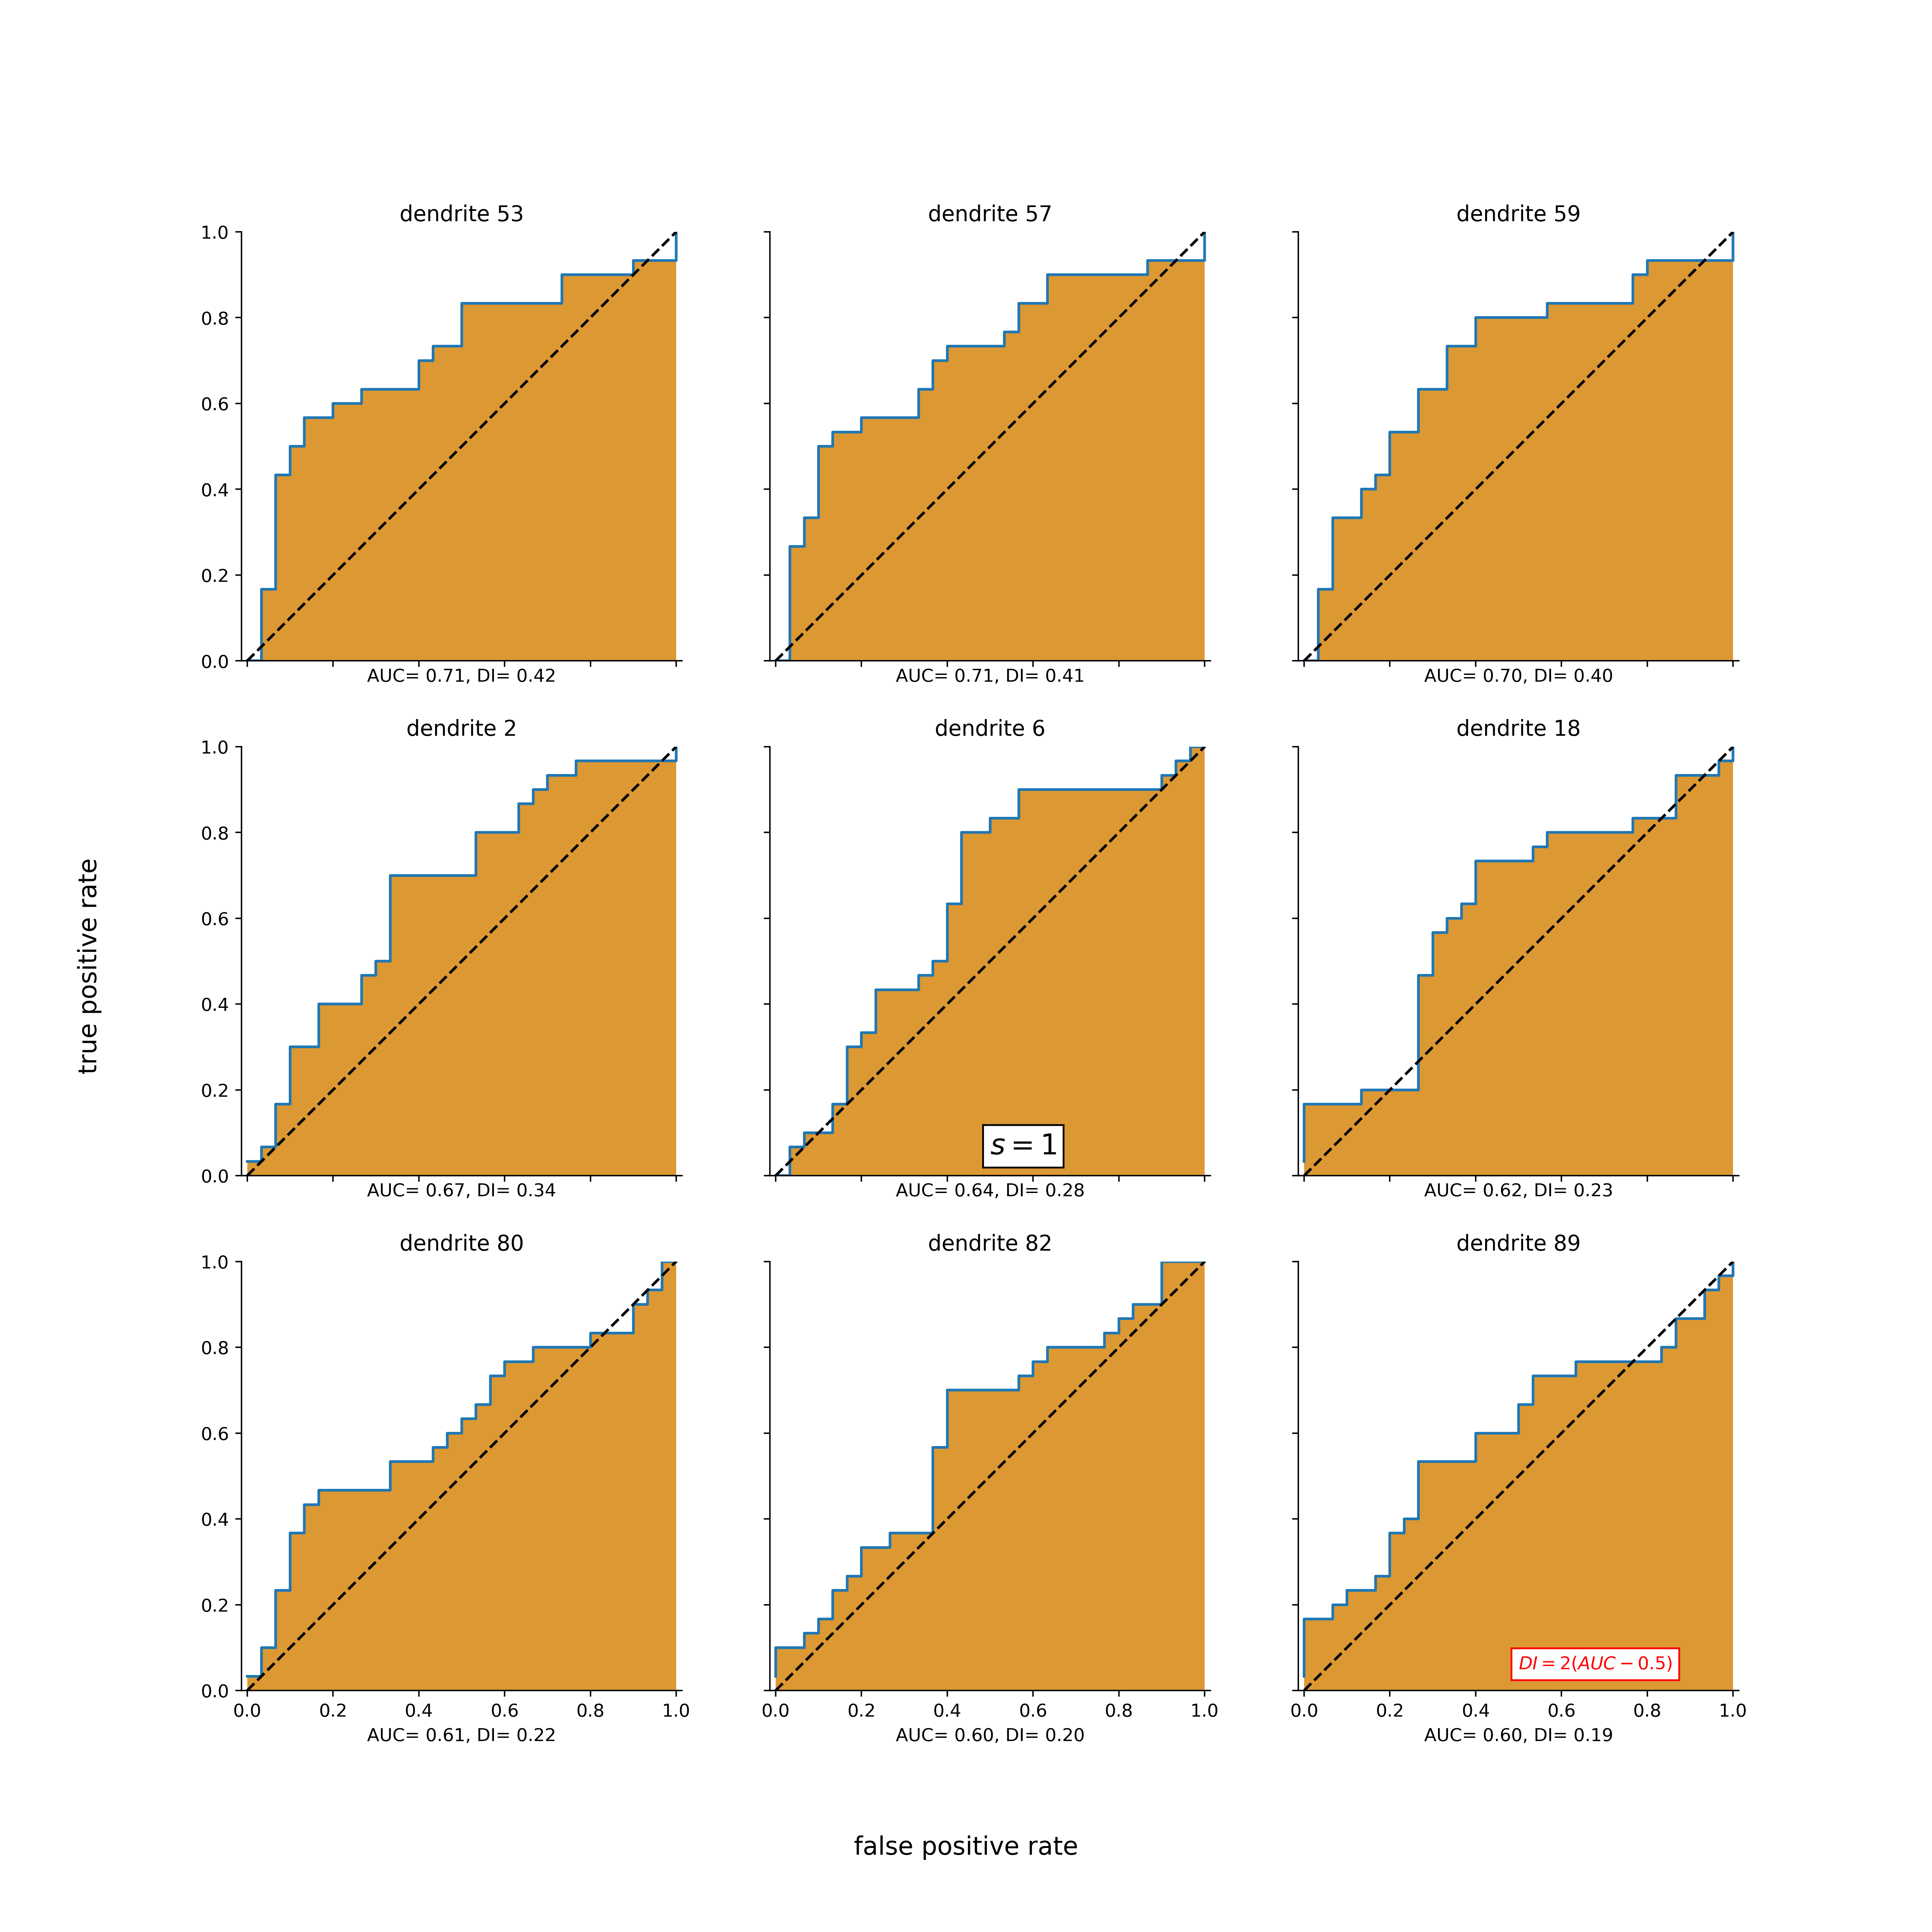 dendrite 53
dendrite 57
dendrite 59
1.0
0.8
0.6
0.4
0.2
0.0
AUC= 0.71, DI= 0.42
AUC= 0.71, DI= 0.41
AUC= 0.70, DI= 0.40
dendrite 2
dendrite 6
dendrite 18
1.0
0.8
0.6
0.4
0.2
0.0
s = 1
AUC= 0.67, DI= 0.34
AUC= 0.64, DI= 0.28
AUC= 0.62, DI= 0.23
true positive rate
dendrite 80
dendrite 82
dendrite 89
1.0
0.8
0.6
0.4
0.2
0.0
DI = 2(AUC − 0.5)
0.0 0.2 0.4 0.6 0.8 1.0
0.0 0.2 0.4 0.6 0.8 1.0
0.0 0.2 0.4 0.6 0.8 1.0
AUC= 0.61, DI= 0.22
AUC= 0.60, DI= 0.20
AUC= 0.60, DI= 0.19
false positive rate